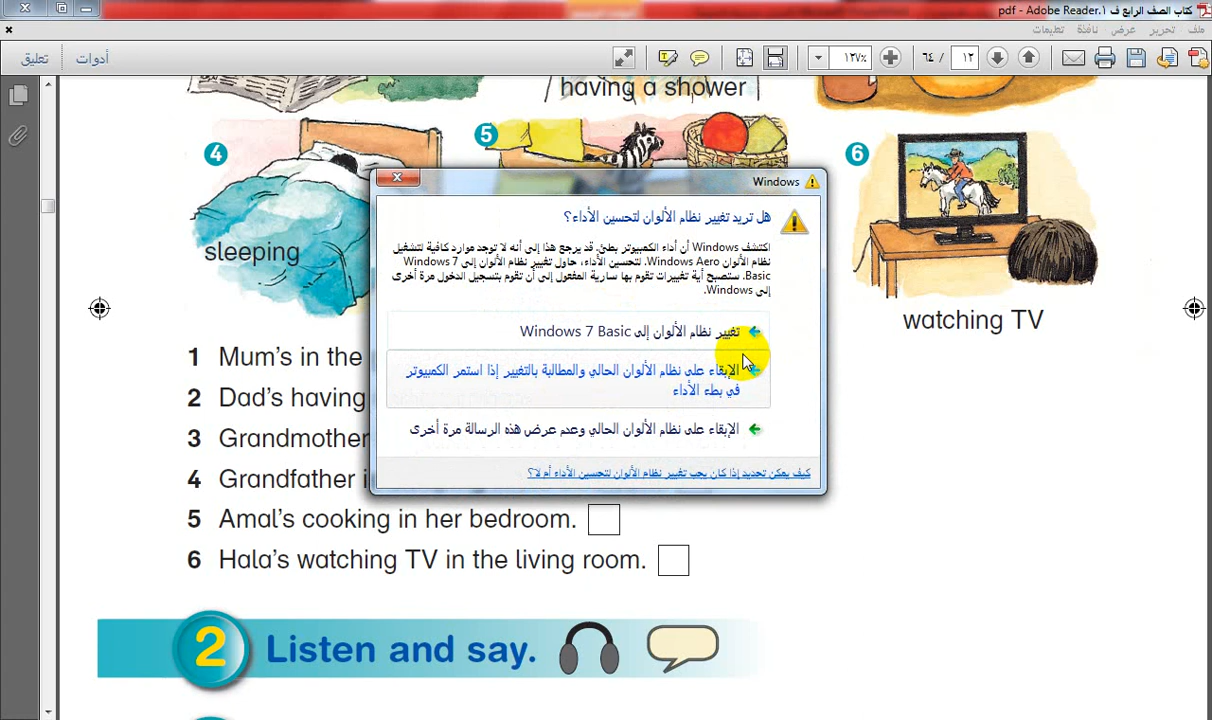 كتاب الصف الرابع ف ١.pdf - Adobe Reader
ملف تحرير عرض نافذة تعليمات
١٢ / ٦٤ ١٢٧٪ أدوات تعليق
having a shower
4
5
6
sleeping
watching TV
Windows
هل تريد تغيير نظام الألوان لتحسين الأداء؟
اكتشف Windows أن أداء الكمبيوتر بطئ. قد يرجع هذا إلى أنه لا توجد موارد كافية لتشغيل
نظام الألوان Windows Aero. لتحسين الأداء، حاول تغيير نظام الألوان إلى Windows 7
Basic. ستصبح أية تغييرات تقوم بها سارية المفعول إلى أن تقوم بتسجيل الدخول مرة أخرى
إلى Windows.
تغيير نظام الألوان إلى Windows 7 Basic
الإبقاء على نظام الألوان الحالي والمطالبة بالتغيير إذا استمر الكمبيوتر
في بطء الأداء
الإبقاء على نظام الألوان الحالي وعدم عرض هذه الرسالة مرة أخرى
كيف يمكن تحديد إذا كان يجب تغيير نظام الألوان لتحسين الأداء أم لا؟
1 Mum's in the
2 Dad's having
3 Grandmother
4 Grandfather i
5 Amal's cooking in her bedroom.
6 Hala's watching TV in the living room.
2 Listen and say.